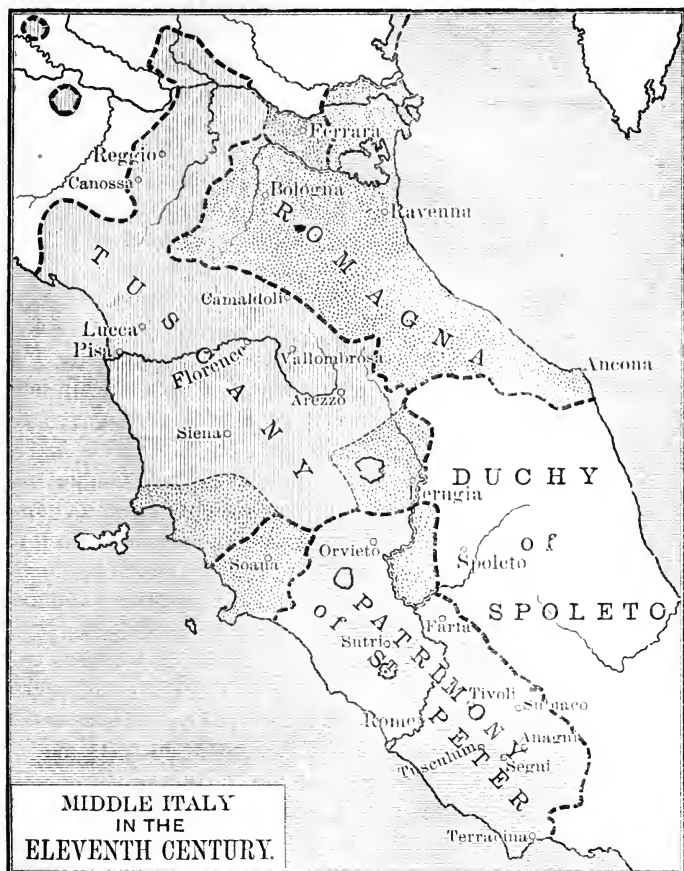 Ferrara
Reggio
Canossa
Bologna
Ravenna
ROMAGNA
TUSCANY
Camaldoli
Lucca
Pisa
Florence
Vallombrosa
Arezzo
Ancona
Siena
DUCHY
of
SPOLETO
Perugia
Orvieto
Spoleto
Soana
PATRIMONY
of St
PETER
Farfa
Sutri
Tivoli
Rome
Anagni
Tusculum
Segni
Terracina
MIDDLE ITALY
IN THE
ELEVENTH CENTURY.